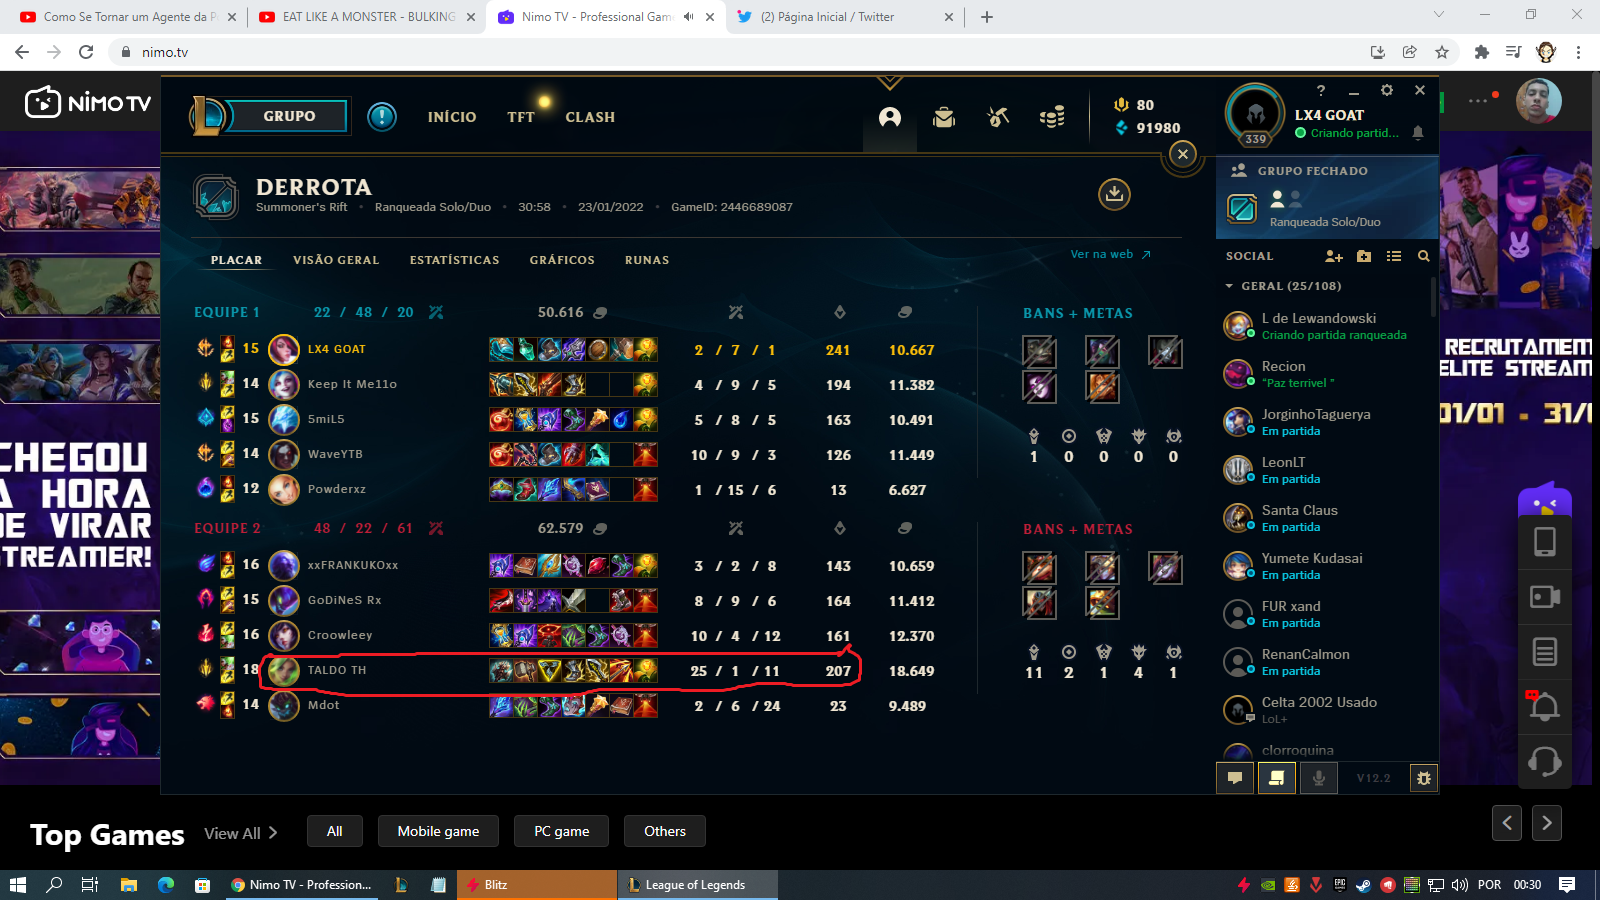 Como Se Tornar um Agente da P
EAT LIKE A MONSTER - BULKING
Nimo TV - Professional Gam
(2) Página Inicial / Twitter
nimo.tv
NIMO TV
GRUPO
INÍCIO
TFT
CLASH
80
91980
339
LX4 GOAT
Criando partid...
DERROTA
Summoner's Rift • Ranqueada Solo/Duo • 30:58 • 23/01/2022 • GameID: 2446689087
GRUPO FECHADO
Ranqueada Solo/Duo
PLACAR VISÃO GERAL ESTATÍSTICAS GRÁFICOS RUNAS
Ver na web
EQUIPE 1 22 / 48 / 20 50.616
BANS + METAS
15 LX4 GOAT 2 / 7 / 1 241 10.667
14 Keep It Me11o 4 / 9 / 5 194 11.382
15 5miL5 5 / 8 / 5 163 10.491
14 WaveYTB 10 / 9 / 3 126 11.449
12 Powderxz 1 / 15 / 6 13 6.627
1 0 0 0 0
EQUIPE 2 48 / 22 / 61 62.579
BANS + METAS
16 xxFRANKUKOxx 3 / 2 / 8 143 10.659
15 GoDiNeS Rx 8 / 9 / 6 164 11.412
16 Croowleey 10 / 4 / 12 161 12.370
18 TALDO TH 25 / 1 / 11 207 18.649
14 Mdot 2 / 6 / 24 23 9.489
11 2 1 4 1
SOCIAL
GERAL (25/108)
L de Lewandowski
Criando partida ranqueada
Recion
"Paz terrivel "
JorginhoTaguerya
Em partida
LeonLT
Em partida
Santa Claus
Em partida
Yumete Kudasai
Em partida
FUR xand
Em partida
RenanCalmon
Em partida
Celta 2002 Usado
LoL+
clorroquina
V12.2
CHEGOU
A HORA
DE VIRAR
STREAMER!
RECRUTAMENT
ELITE STREAM
01/01 - 31/0
Top Games
View All
All
Mobile game
PC game
Others
Nimo TV - Profession...
Blitz
League of Legends
POR
00:30